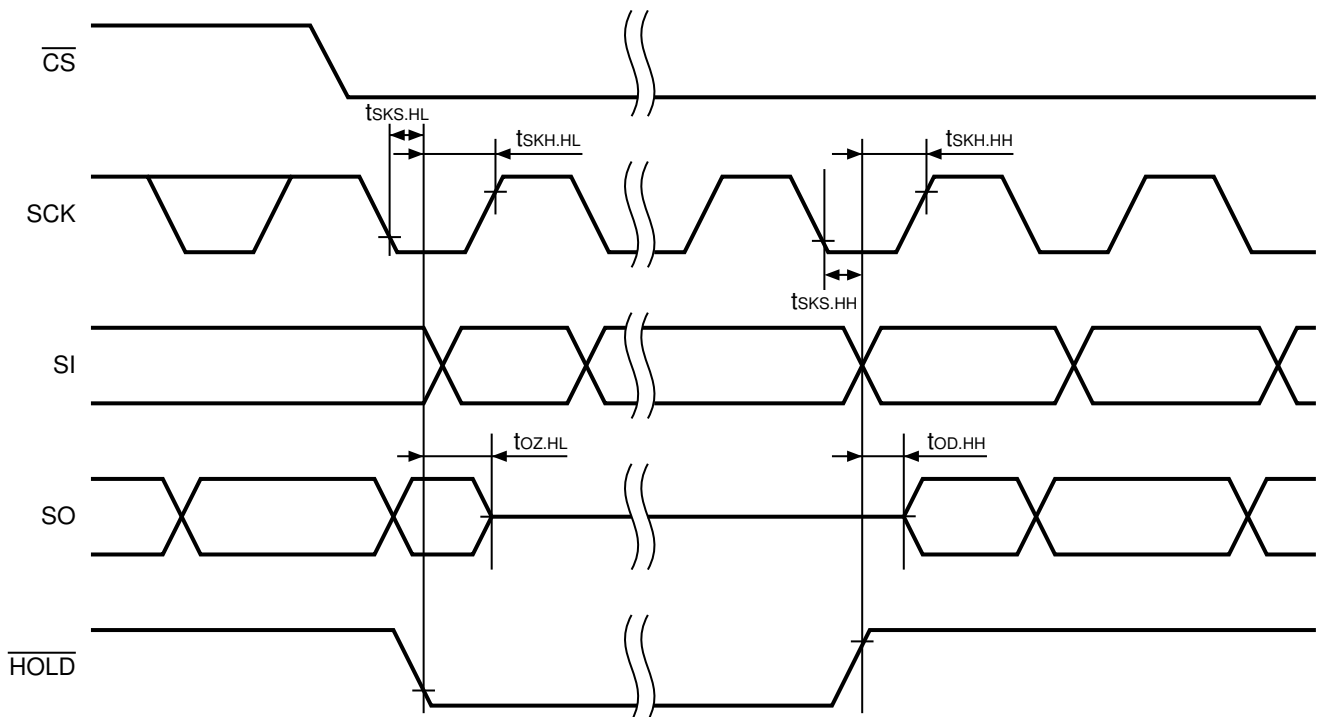 CS
tSKS.HL
tSKH.HL
tSKH.HH
SCK
tSKS.HH
SI
tOZ.HL
tOD.HH
SO
HOLD